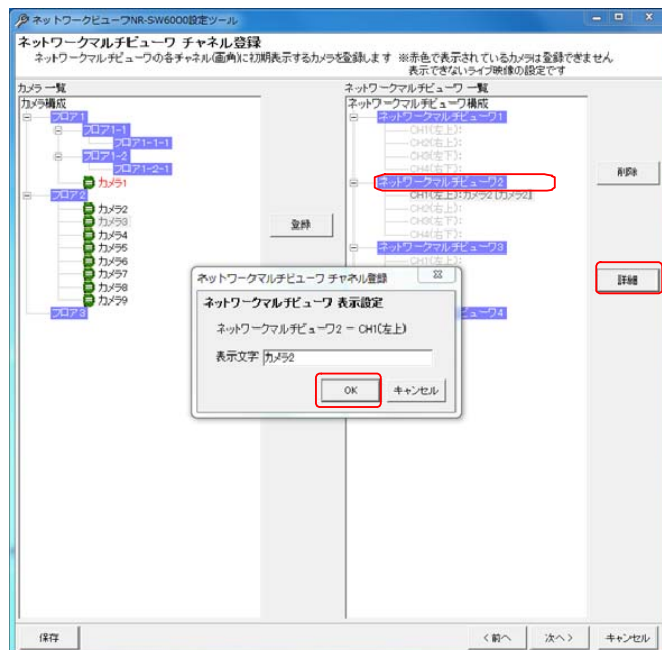 ネットワークビューワNR-SW6000設定ツール
ネットワークマルチビューワ チャネル登録
ネットワークマルチビューワの各チャネル(画角)に初期表示するカメラを登録します ※赤色で表示されているカメラは登録できません
表示できないライブ映像の設定です
カメラ一覧
カメラ構成
フロア1
フロア1-1
フロア1-1-1
フロア1-2
フロア1-2-1
カメラ1
フロア2
カメラ2
カメラ3
カメラ4
カメラ5
カメラ6
カメラ7
カメラ8
カメラ9
フロア3
登録
ネットワークマルチビューワ 一覧
ネットワークマルチビューワ構成
ネットワークマルチビューワ1
CH1(左上):
CH2(右上):
CH3(左下):
CH4(右下):
ネットワークマルチビューワ2
CH1(左上):カメラ2 [カメラ2]
CH2(右上):
CH3(左下):
CH4(右下):
ネットワークマルチビューワ3
CH1(左上):
ューワ4
削除
詳細
ネットワークマルチビューワ チャネル登録
ネットワークマルチビューワ 表示設定
ネットワークマルチビューワ2 － CH1(左上)
表示文字 カメラ2
OK
キャンセル
保存
<前へ
次へ>
キャンセル